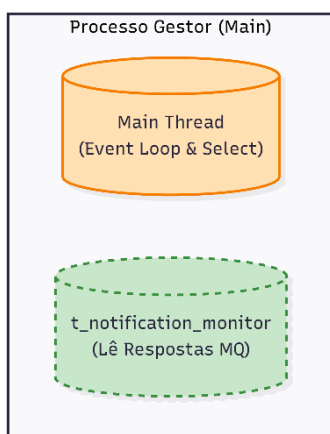 Processo Gestor (Main)
Main Thread
(Event Loop & Select)
t_notification_monitor
(Lê Respostas MQ)